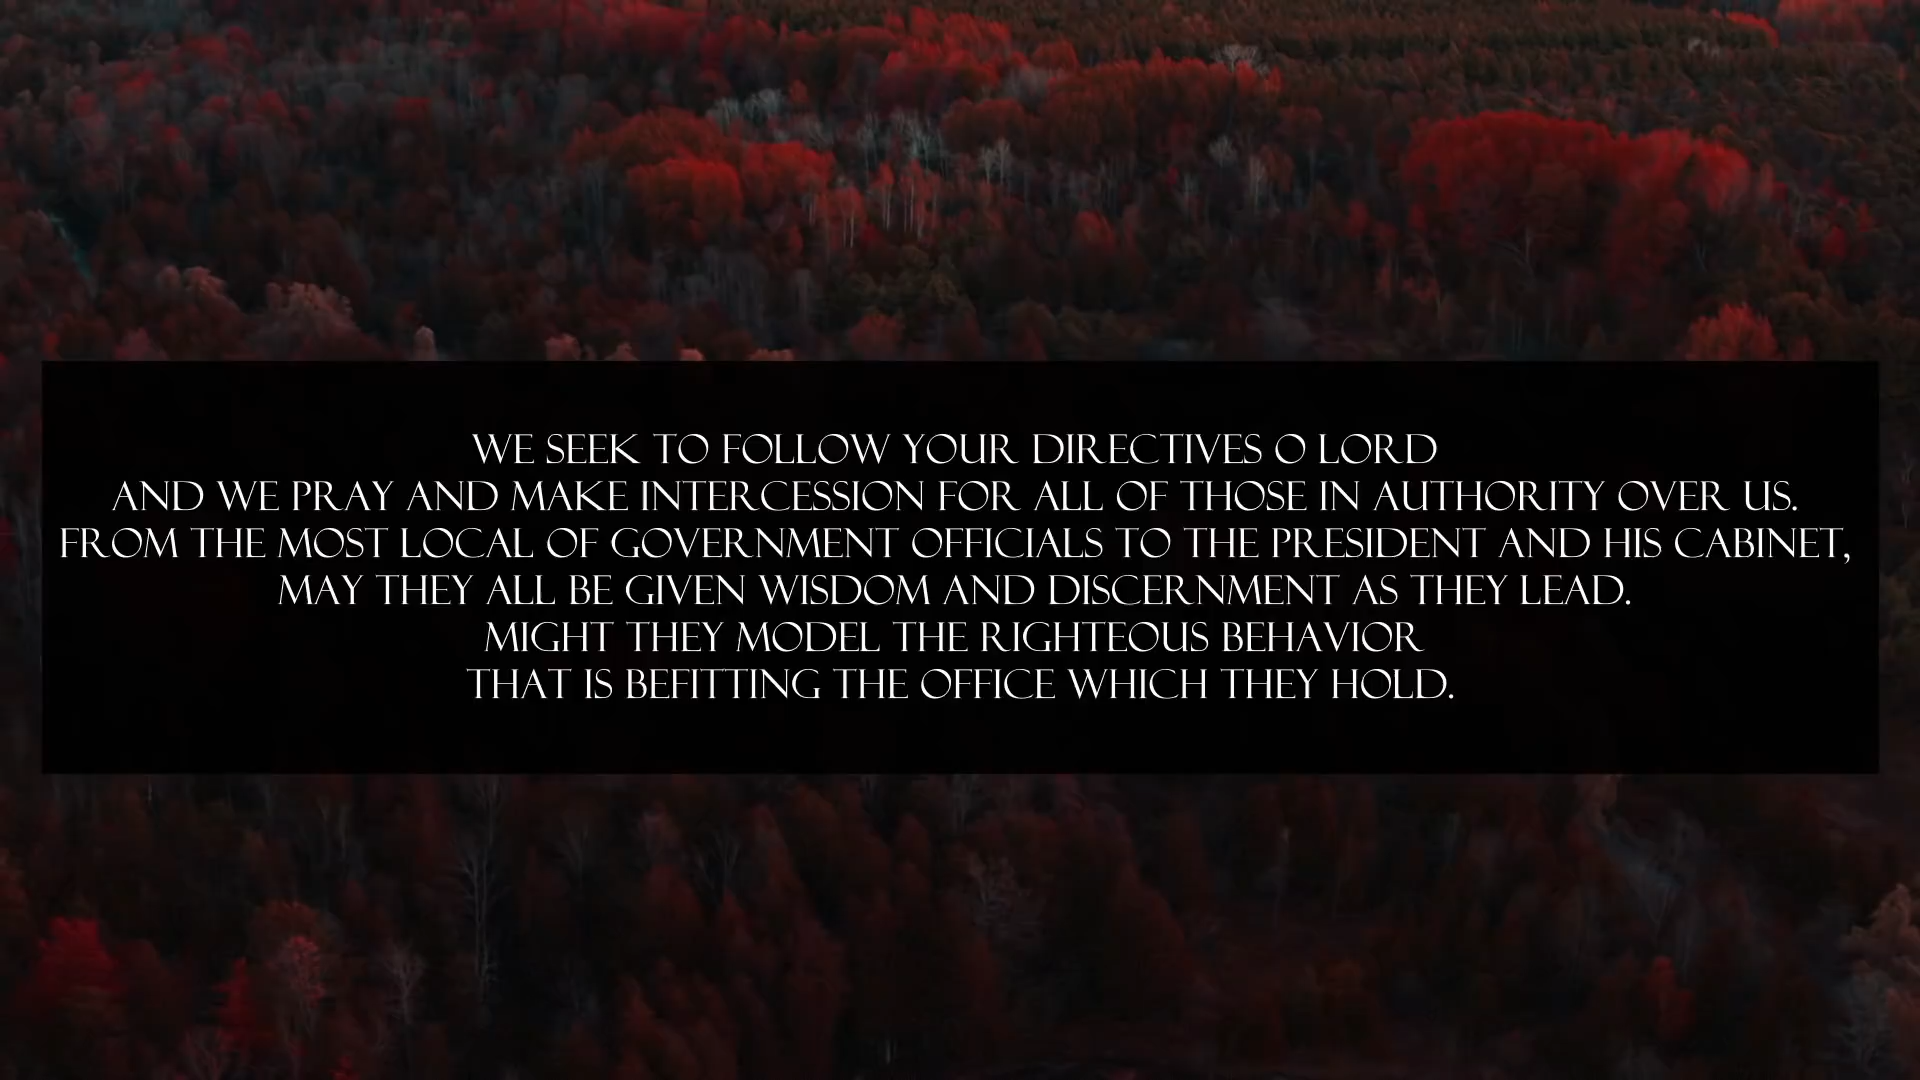 WE SEEK TO FOLLOW YOUR DIRECTIVES O LORD
AND WE PRAY AND MAKE INTERCESSION FOR ALL OF THOSE IN AUTHORITY OVER US.
FROM THE MOST LOCAL OF GOVERNMENT OFFICIALS TO THE PRESIDENT AND HIS CABINET,
MAY THEY ALL BE GIVEN WISDOM AND DISCERNMENT AS THEY LEAD.
MIGHT THEY MODEL THE RIGHTEOUS BEHAVIOR
THAT IS BEFITTING THE OFFICE WHICH THEY HOLD.